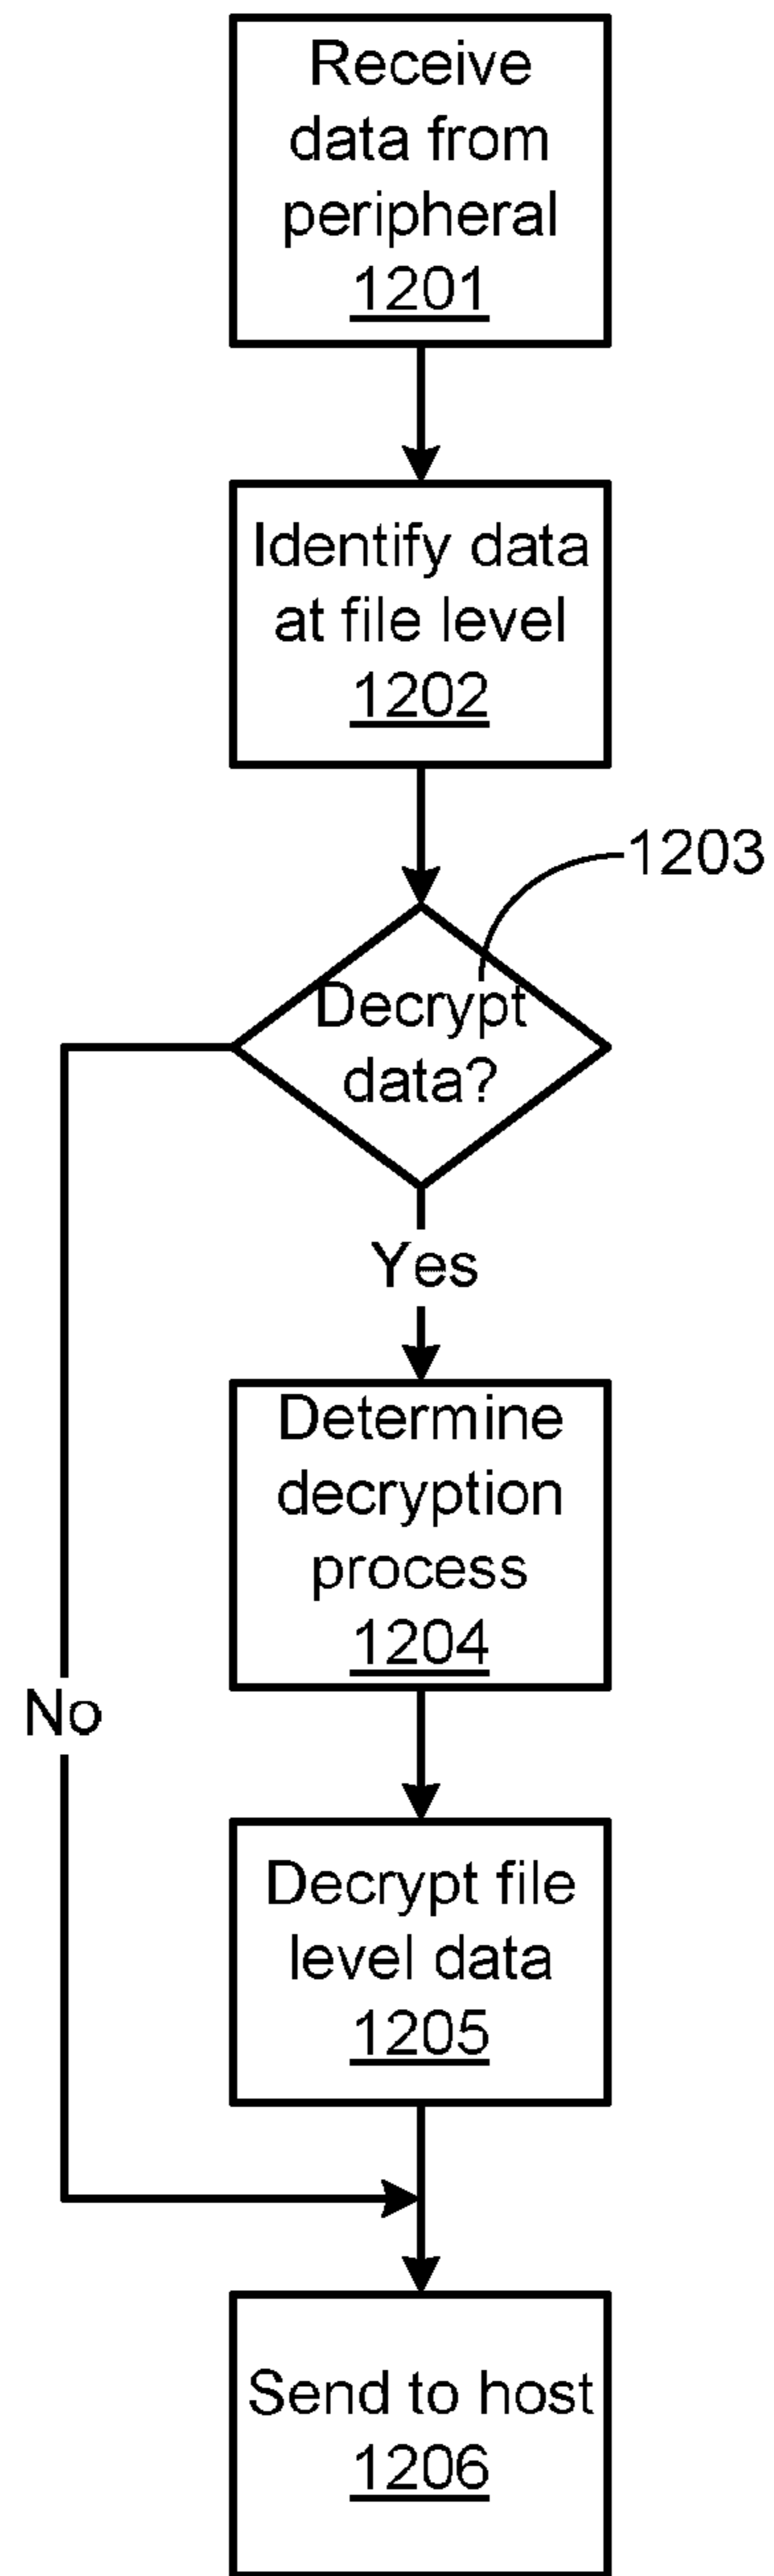 Receive
data from
peripheral
1201
Identify data
at file level
1202
1203
Decrypt
data?
Yes
Determine
decryption
process
1204
No
Decrypt file
level data
1205
Send to host
1206